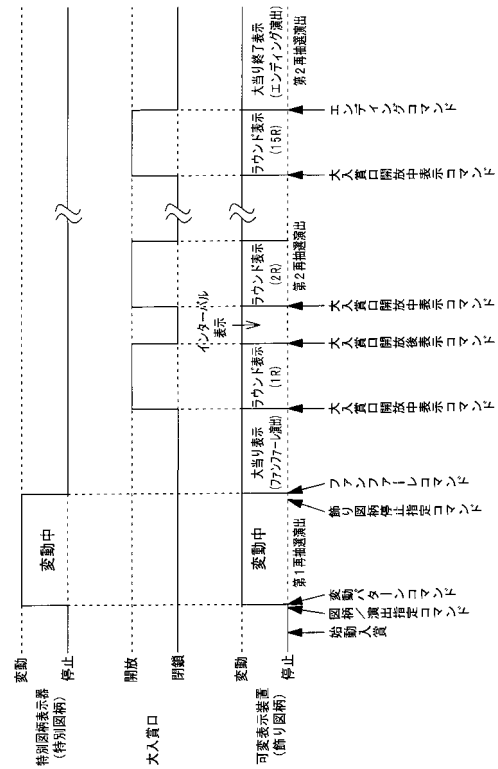 特別図柄表示器
(特別図柄)
変動
停止
変動中
大入賞口
開放
閉鎖
可変表示装置
(飾り図柄)
変動
停止
変動中
大当り表示
(ファンファーレ演出)
ラウンド表示
(1R)
インターバル
表示
ラウンド表示
(2R)
ラウンド表示
(15R)
大当り終了表示
(エンディング演出)
第1再抽選演出
第2再抽選演出
第2再抽選演出
始動入賞
図柄/演出指定コマンド
変動パターンコマンド
飾り図柄停止指定コマンド
ファンファーレコマンド
大入賞口開放中表示コマンド
大入賞口開放後表示コマンド
大入賞口開放中表示コマンド
大入賞口開放中表示コマンド
エンディングコマンド